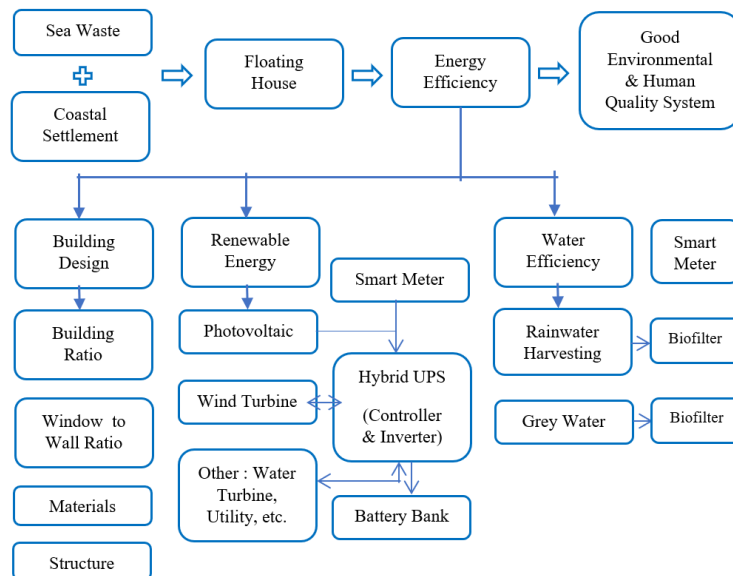 Sea Waste
Coastal
Settlement
Floating
House
Energy
Efficiency
Good
Environmental
& Human
Quality System
Building
Design
Renewable
Energy
Water
Efficiency
Smart
Meter
Smart Meter
Building
Ratio
Photovoltaic
Rainwater
Harvesting
Biofilter
Hybrid UPS
(Controller
& Inverter)
Window to
Wall Ratio
Wind Turbine
Grey Water
Biofilter
Other : Water
Turbine,
Utility, etc.
Materials
Battery Bank
Structure